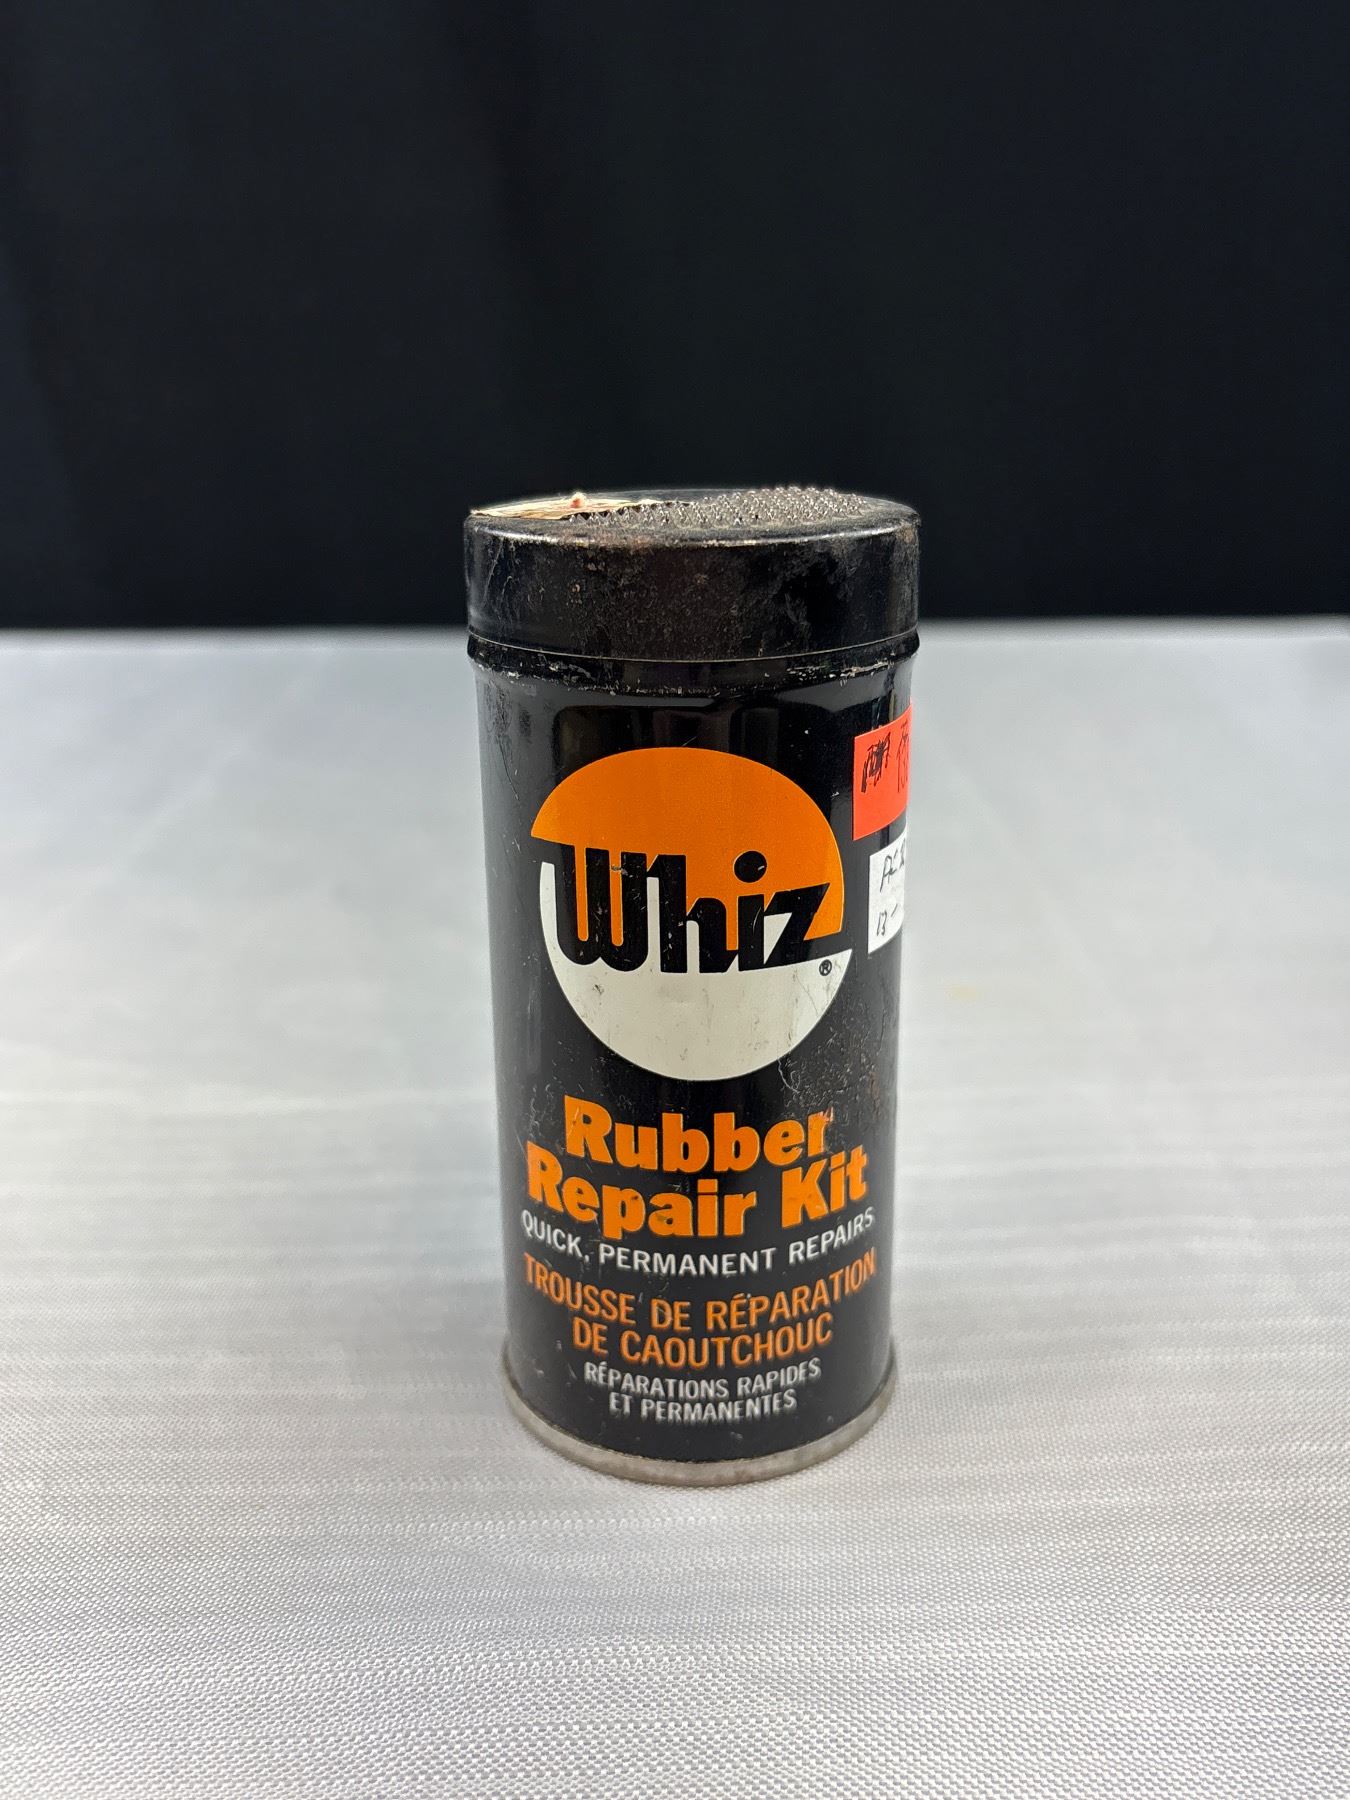 Whiz®
Rubber
Repair Kit
QUICK, PERMANENT REPAIRS
TROUSSE DE RÉPARATION
DE CAOUTCHOUC
RÉPARATIONS RAPIDES
ET PERMANENTES